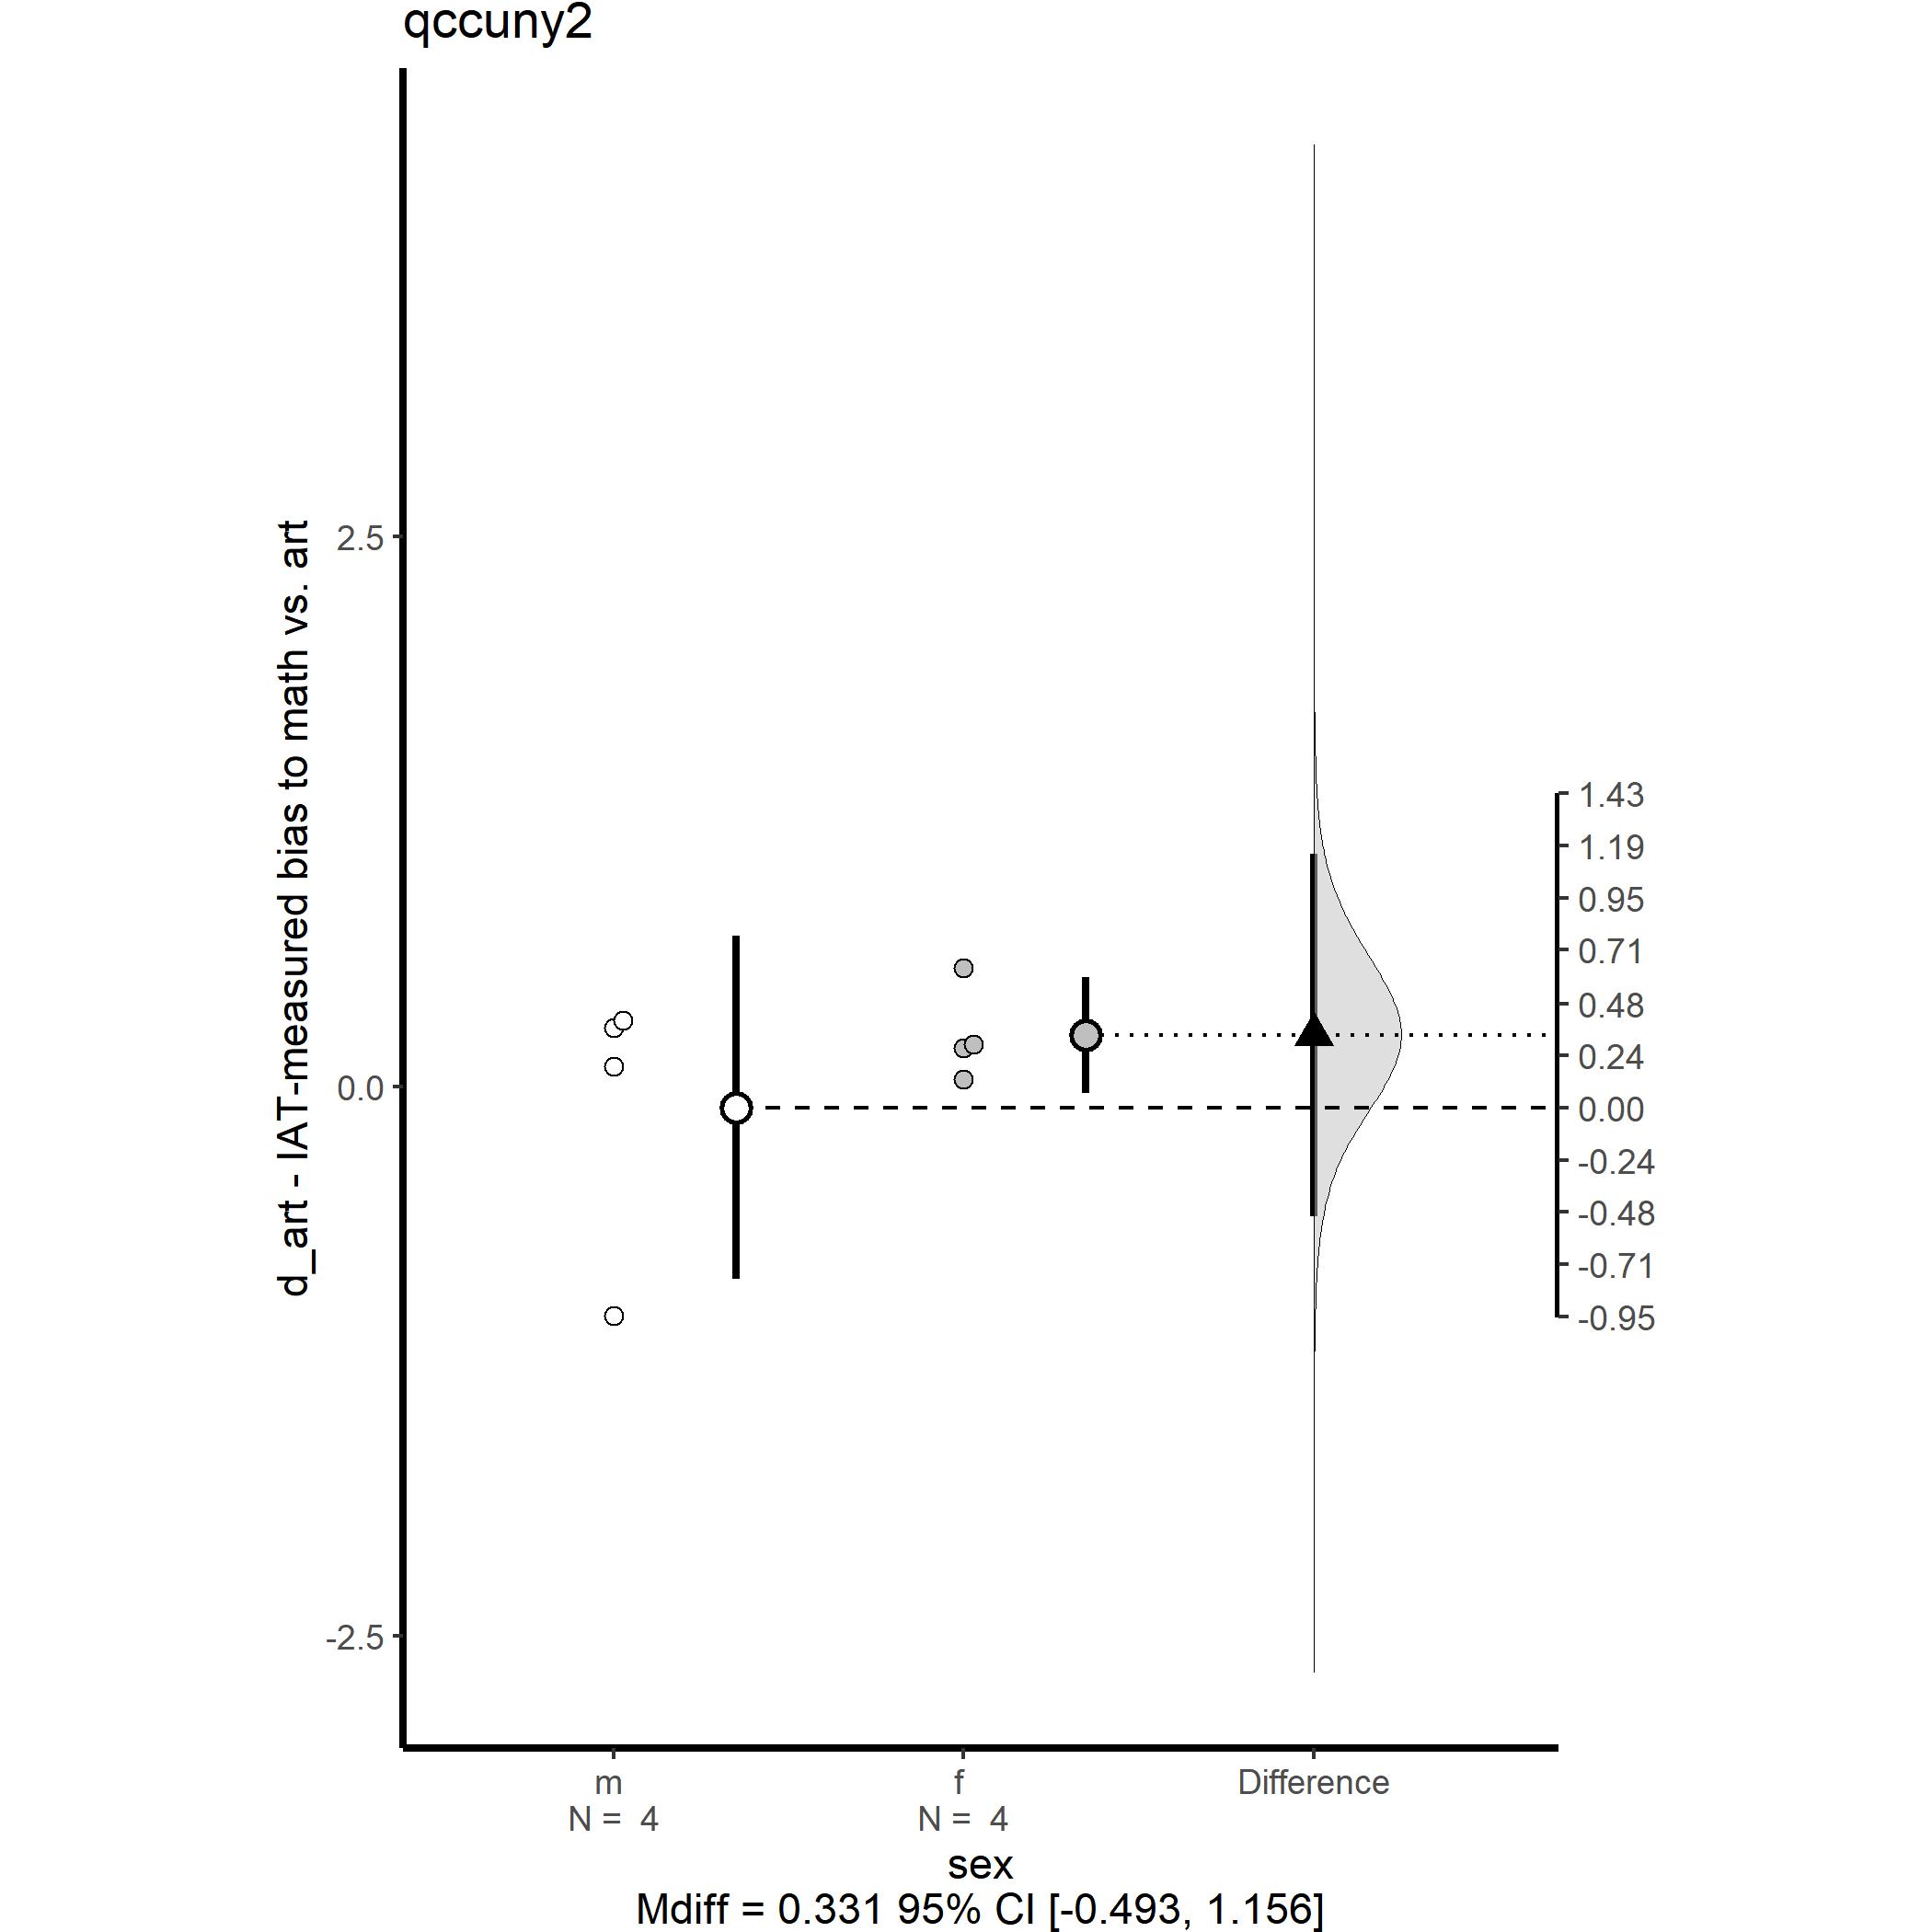 qccuny2
d_art - IAT-measured bias to math vs. art
2.5
0.0
-2.5
1.43
1.19
0.95
0.71
0.48
0.24
0.00
-0.24
-0.48
-0.71
-0.95
m
N =  4
f
N =  4
Difference
sex
Mdiff = 0.331 95% CI [-0.493, 1.156]